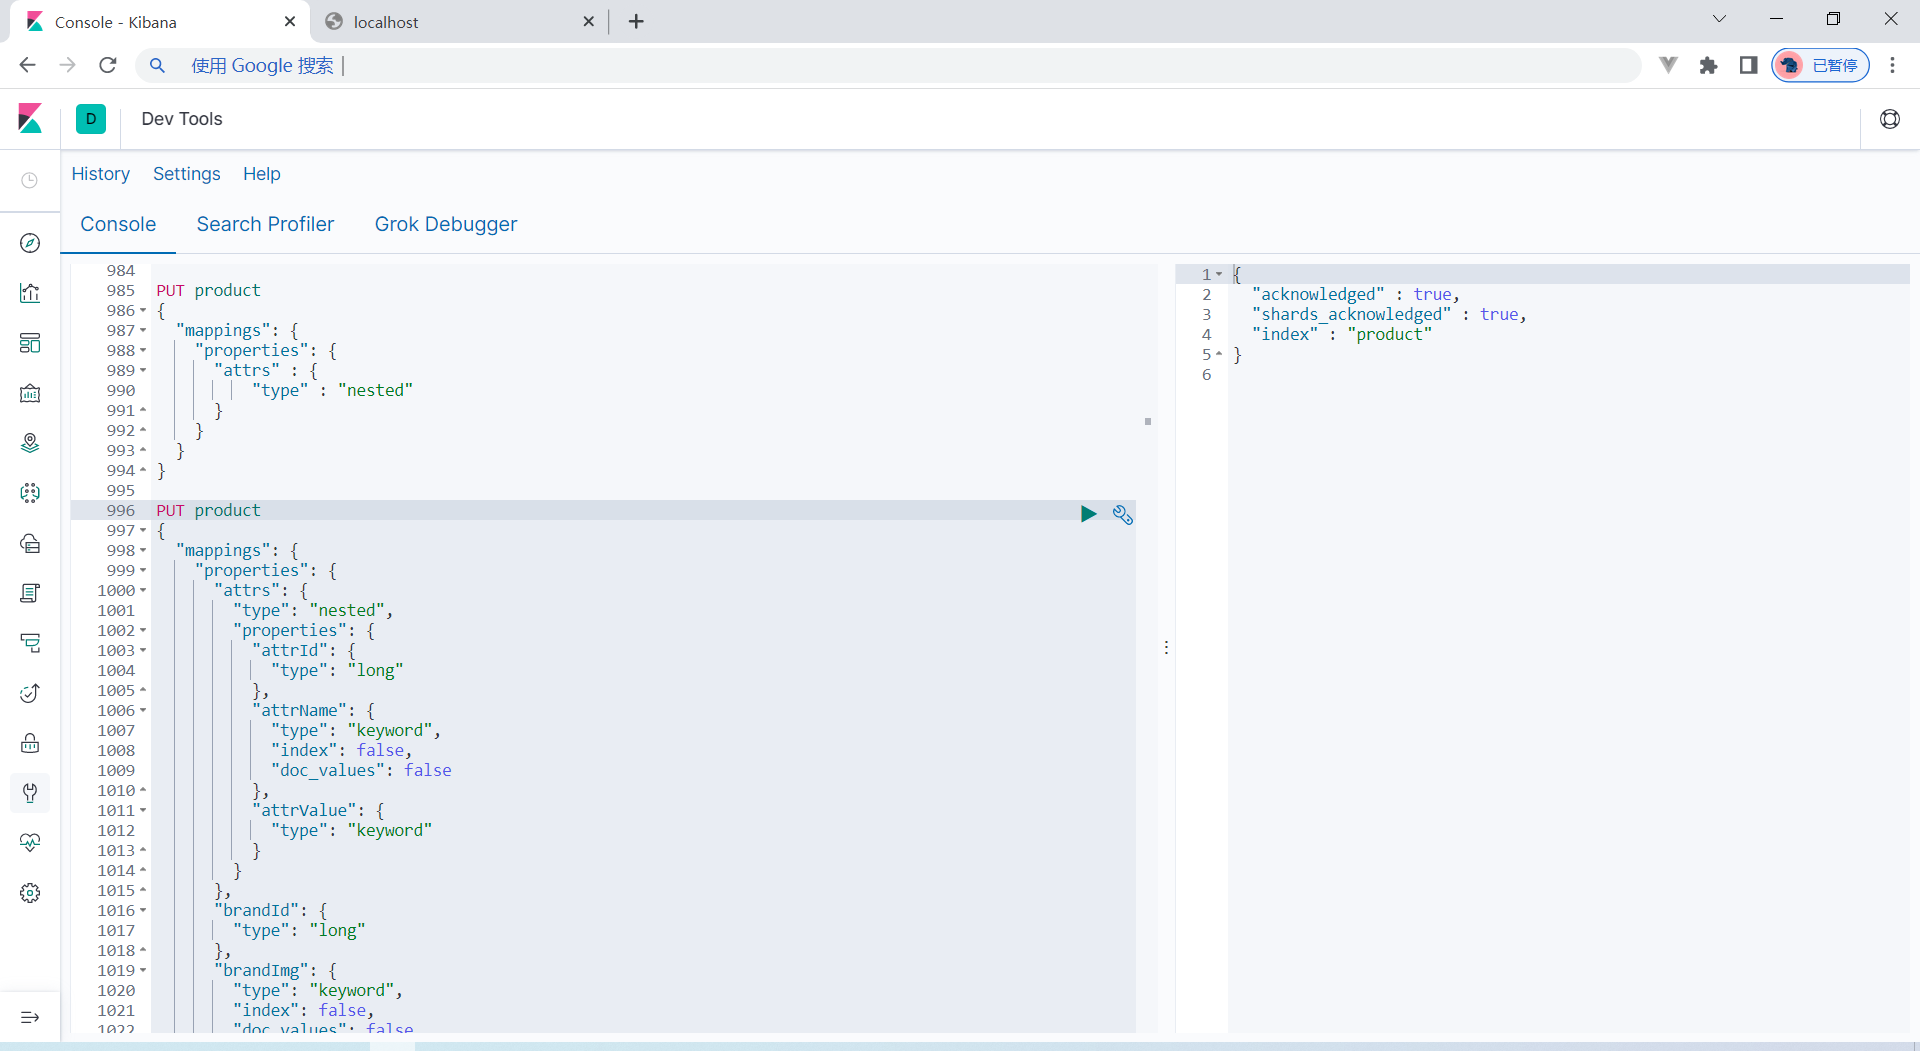 Console - Kibana
localhost
使用 Google 搜索
已暂停
D
Dev Tools
History Settings Help
Console Search Profiler Grok Debugger
984
985 PUT product
986 {
987 "mappings": {
988 "properties": {
989 "attrs" : {
990 "type" : "nested"
991 }
992 }
993 }
994 }
995
996 PUT product
997 {
998 "mappings": {
999 "properties": {
1000 "attrs": {
1001 "type": "nested",
1002 "properties": {
1003 "attrId": {
1004 "type": "long"
1005 },
1006 "attrName": {
1007 "type": "keyword",
1008 "index": false,
1009 "doc_values": false
1010 },
1011 "attrValue": {
1012 "type": "keyword"
1013 }
1014 }
1015 },
1016 "brandId": {
1017 "type": "long"
1018 },
1019 "brandImg": {
1020 "type": "keyword",
1021 "index": false,
1022 "doc_values": false
1 {
2 "acknowledged" : true,
3 "shards_acknowledged" : true,
4 "index" : "product"
5 }
6